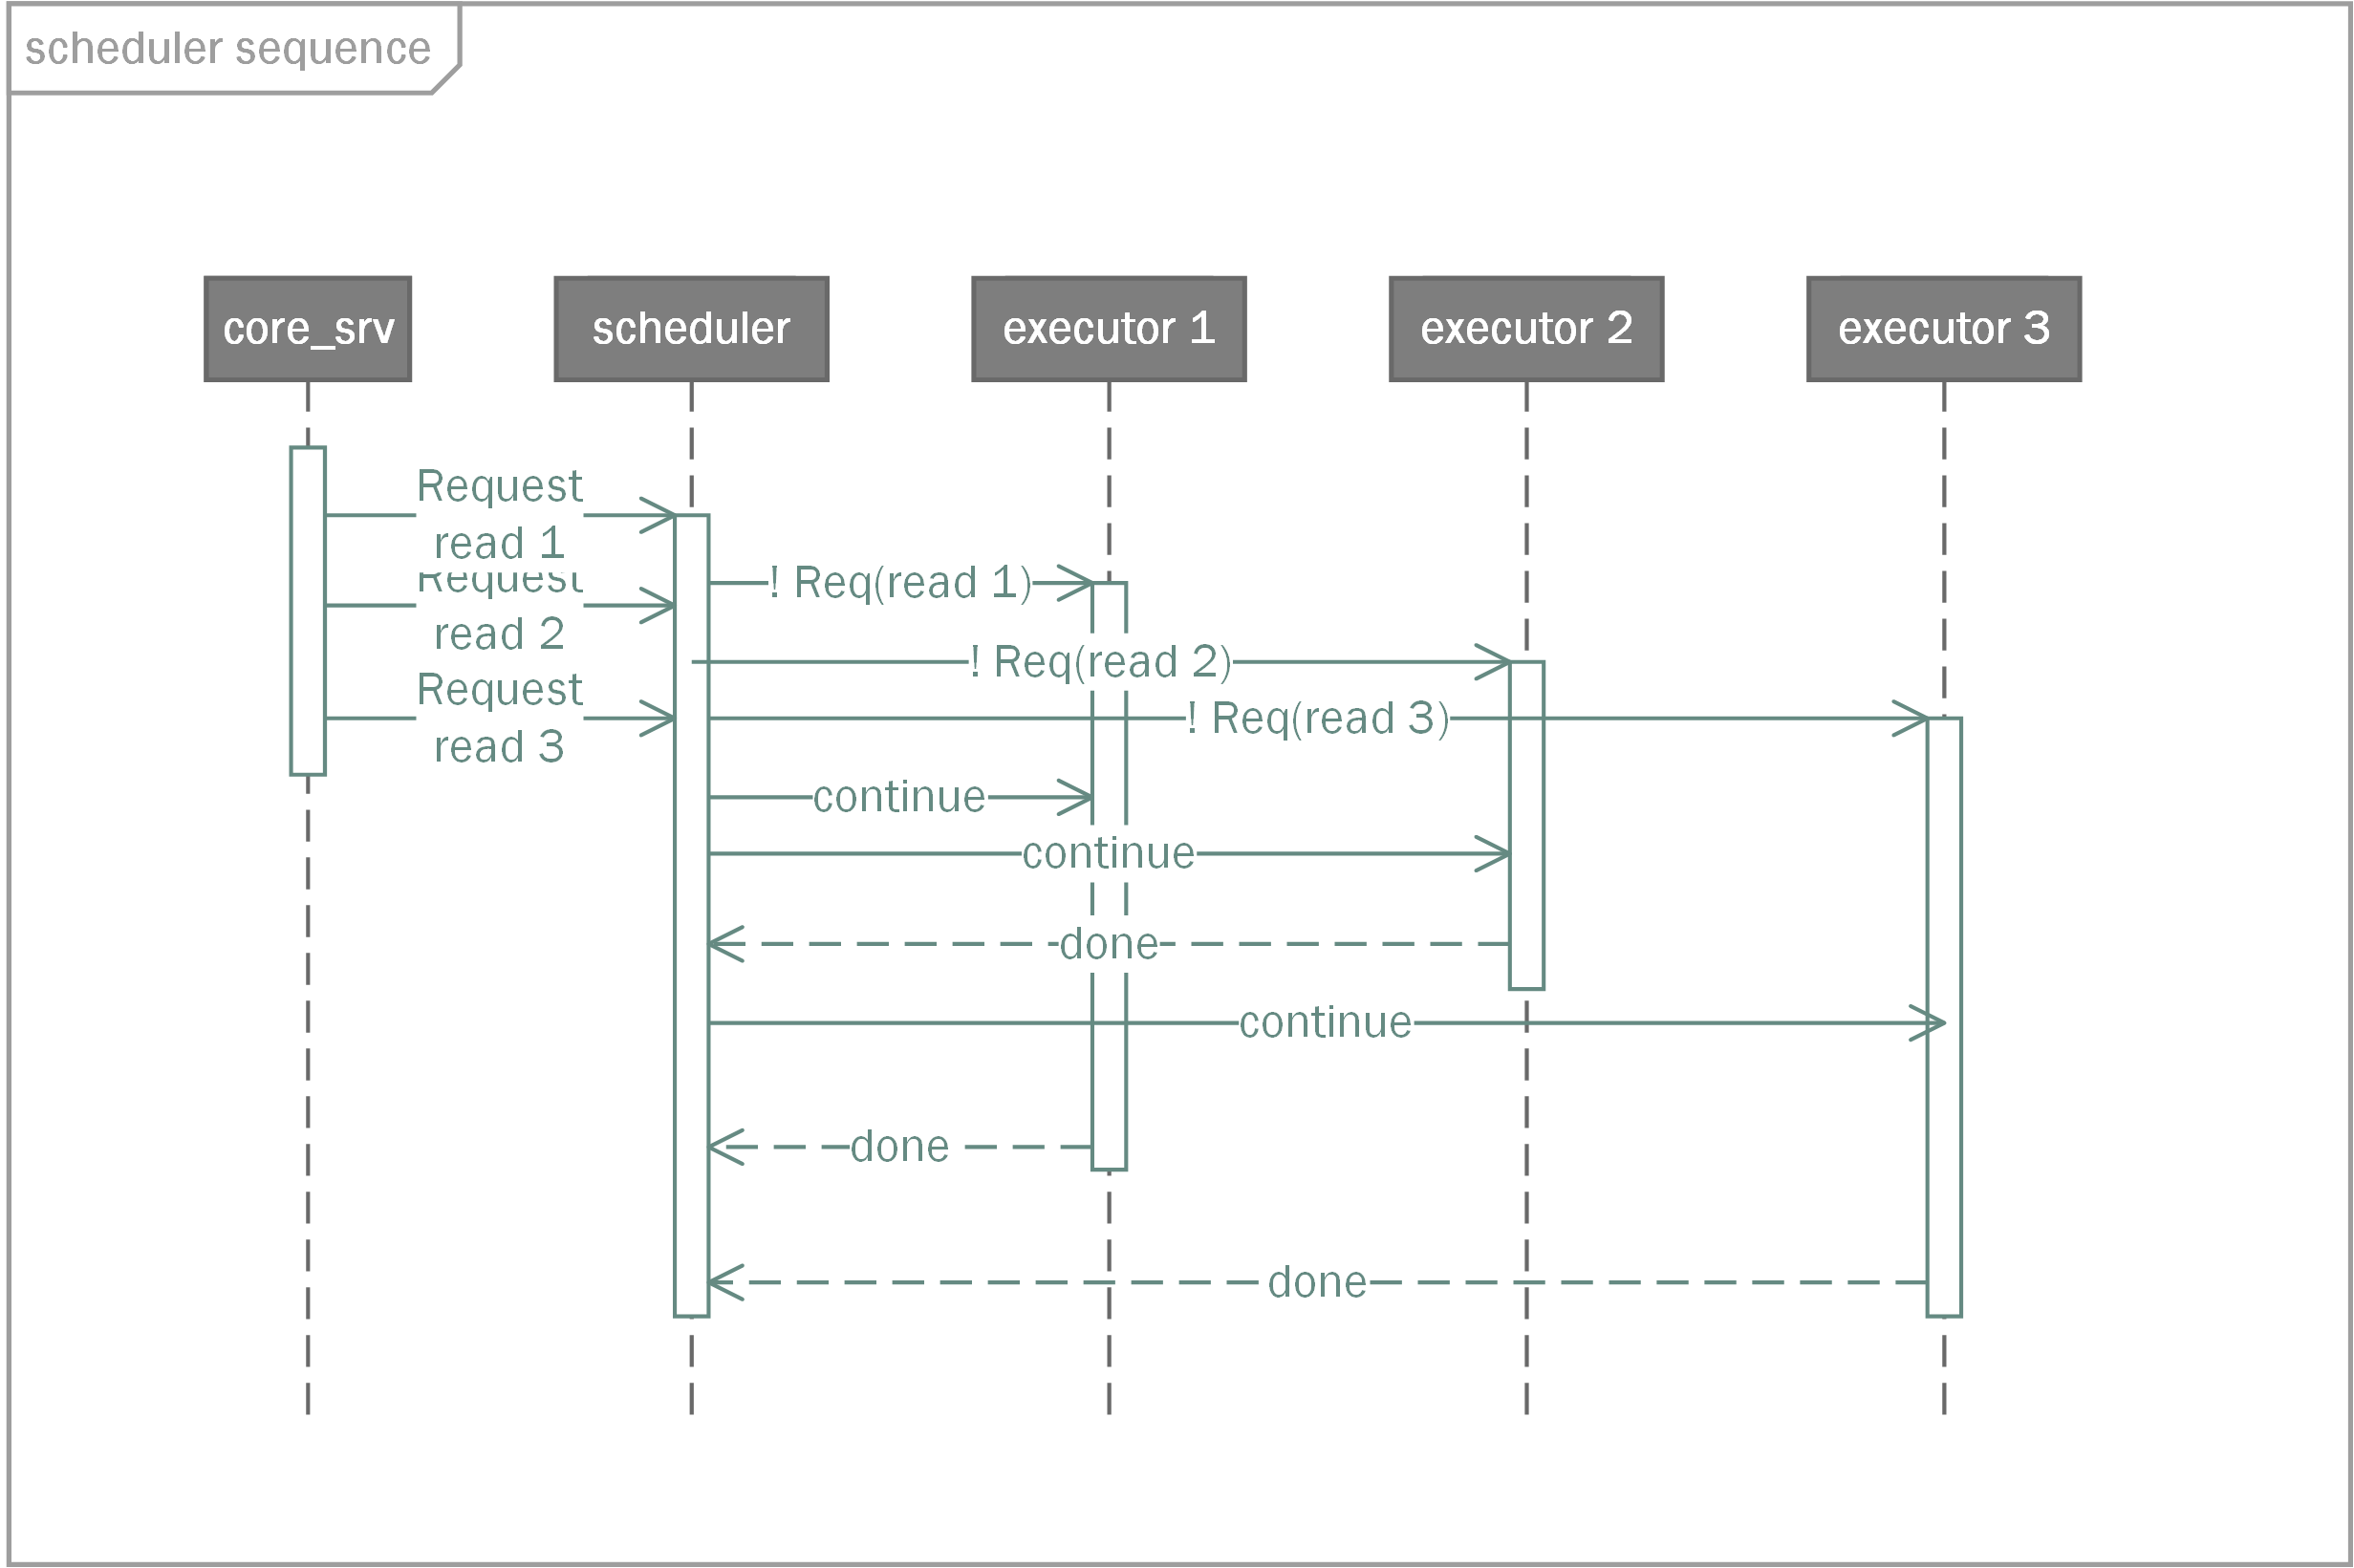 scheduler sequence
core_srv
scheduler
executor 1
executor 2
executor 3
Request
read 1
! Req(read 1)
Request
read 2
! Req(read 2)
Request
read 3
! Req(read 3)
continue
continue
done
continue
done
done